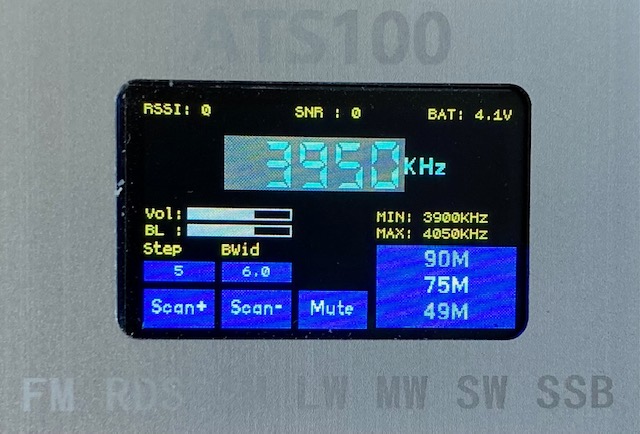 ATS100
RSSI: 0 SNR : 0 BAT: 4.1V
3950 KHz
Vol:
BL :
MIN: 3900KHz
MAX: 4050KHz
Step BWid
5 6.0
90M
75M
49M
Scan+ Scan- Mute
FM RDS LW MW SW SSB